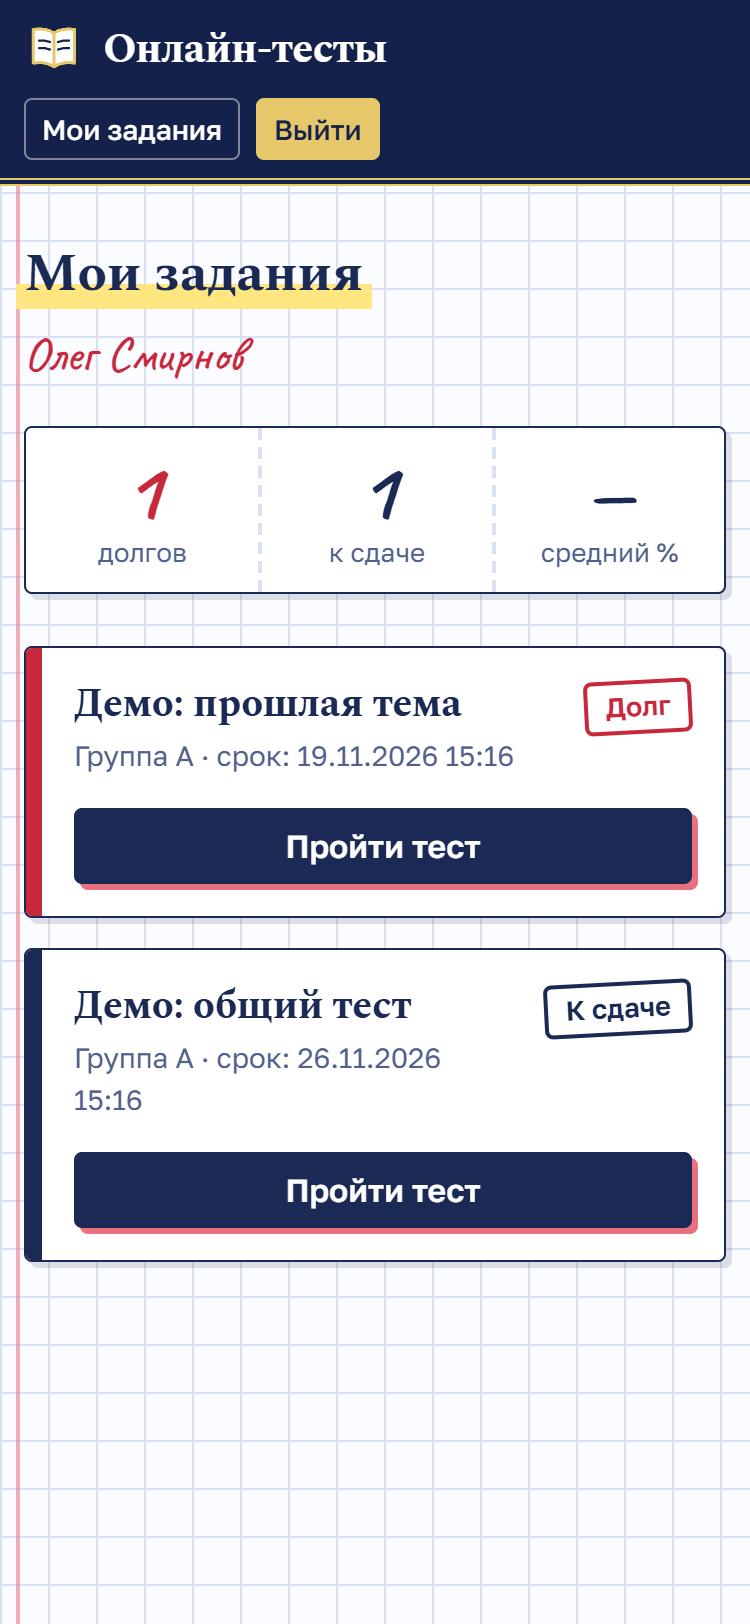 Онлайн-тесты
Мои задания
Выйти
Мои задания
Олег Смирнов
1
долгов
1
к сдаче
—
средний %
Демо: прошлая тема
Долг
Группа А · срок: 19.11.2026 15:16
Пройти тест
Демо: общий тест
К сдаче
Группа А · срок: 26.11.2026
15:16
Пройти тест